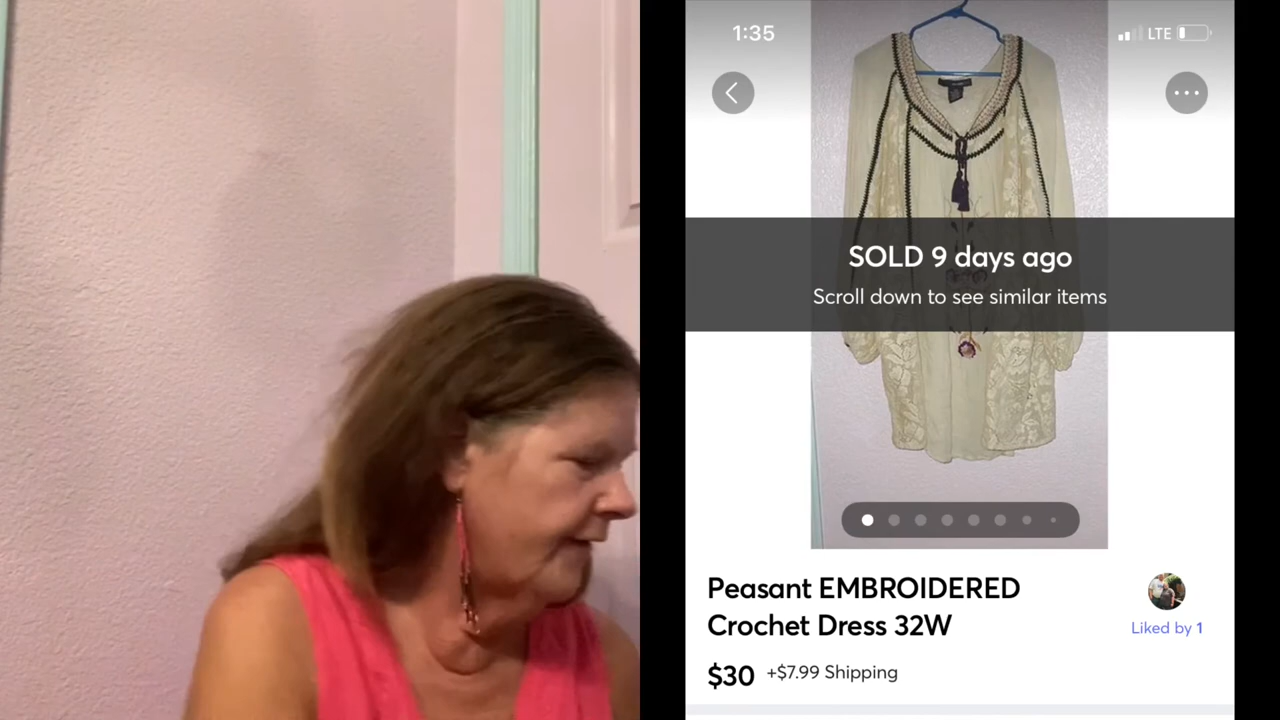 1:35
LTE
SOLD 9 days ago
Scroll down to see similar items
Peasant EMBROIDERED
Crochet Dress 32W
Liked by 1
$30 +$7.99 Shipping